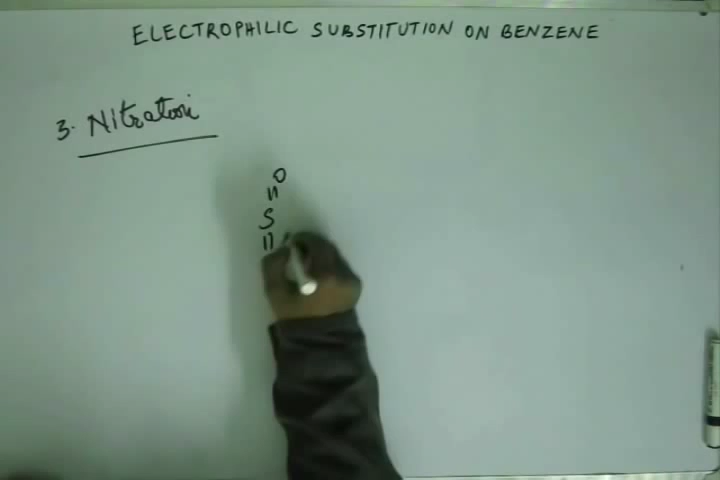 ELECTROPHILIC SUBSTITUTION ON BENZENE
3. Nitration
O
S